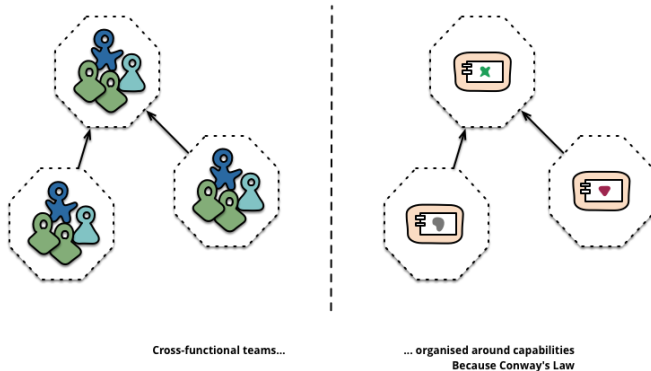 Cross-functional teams...
... organised around capabilities
Because Conway's Law